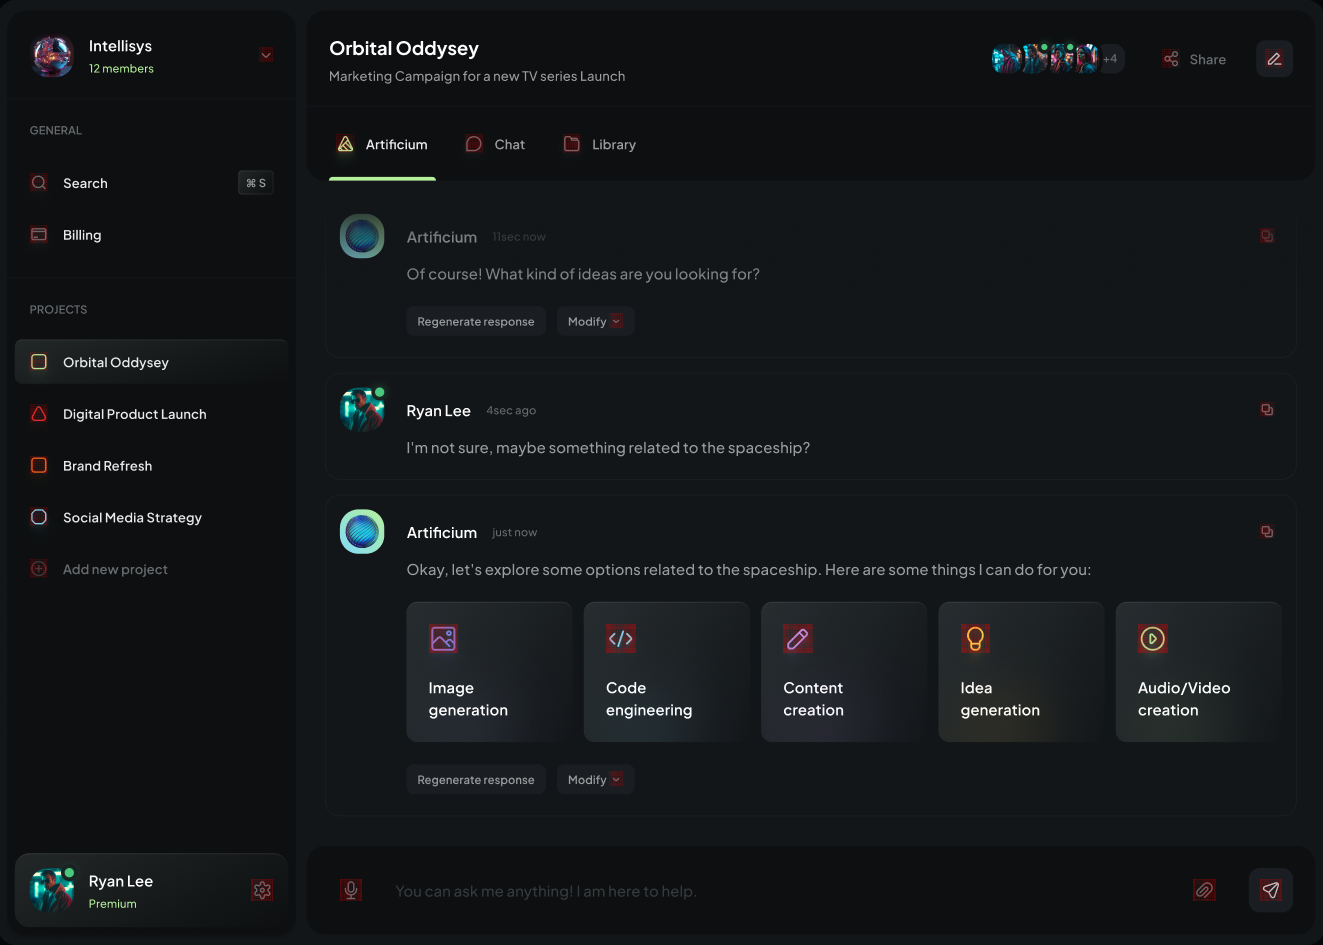 Intellisys
12 members
GENERAL
Search
⌘ S
Billing
PROJECTS
Orbital Oddysey
Digital Product Launch
Brand Refresh
Social Media Strategy
Add new project
Ryan Lee
Premium
Orbital Oddysey
Marketing Campaign for a new TV series Launch
+4
Share
Artificium
Chat
Library
Artificium 11sec now
Of course! What kind of ideas are you looking for?
Regenerate response
Modify
Ryan Lee 4sec ago
I'm not sure, maybe something related to the spaceship?
Artificium just now
Okay, let's explore some options related to the spaceship. Here are some things I can do for you:
Image
generation
Code
engineering
Content
creation
Idea
generation
Audio/Video
creation
Regenerate response
Modify
You can ask me anything! I am here to help.